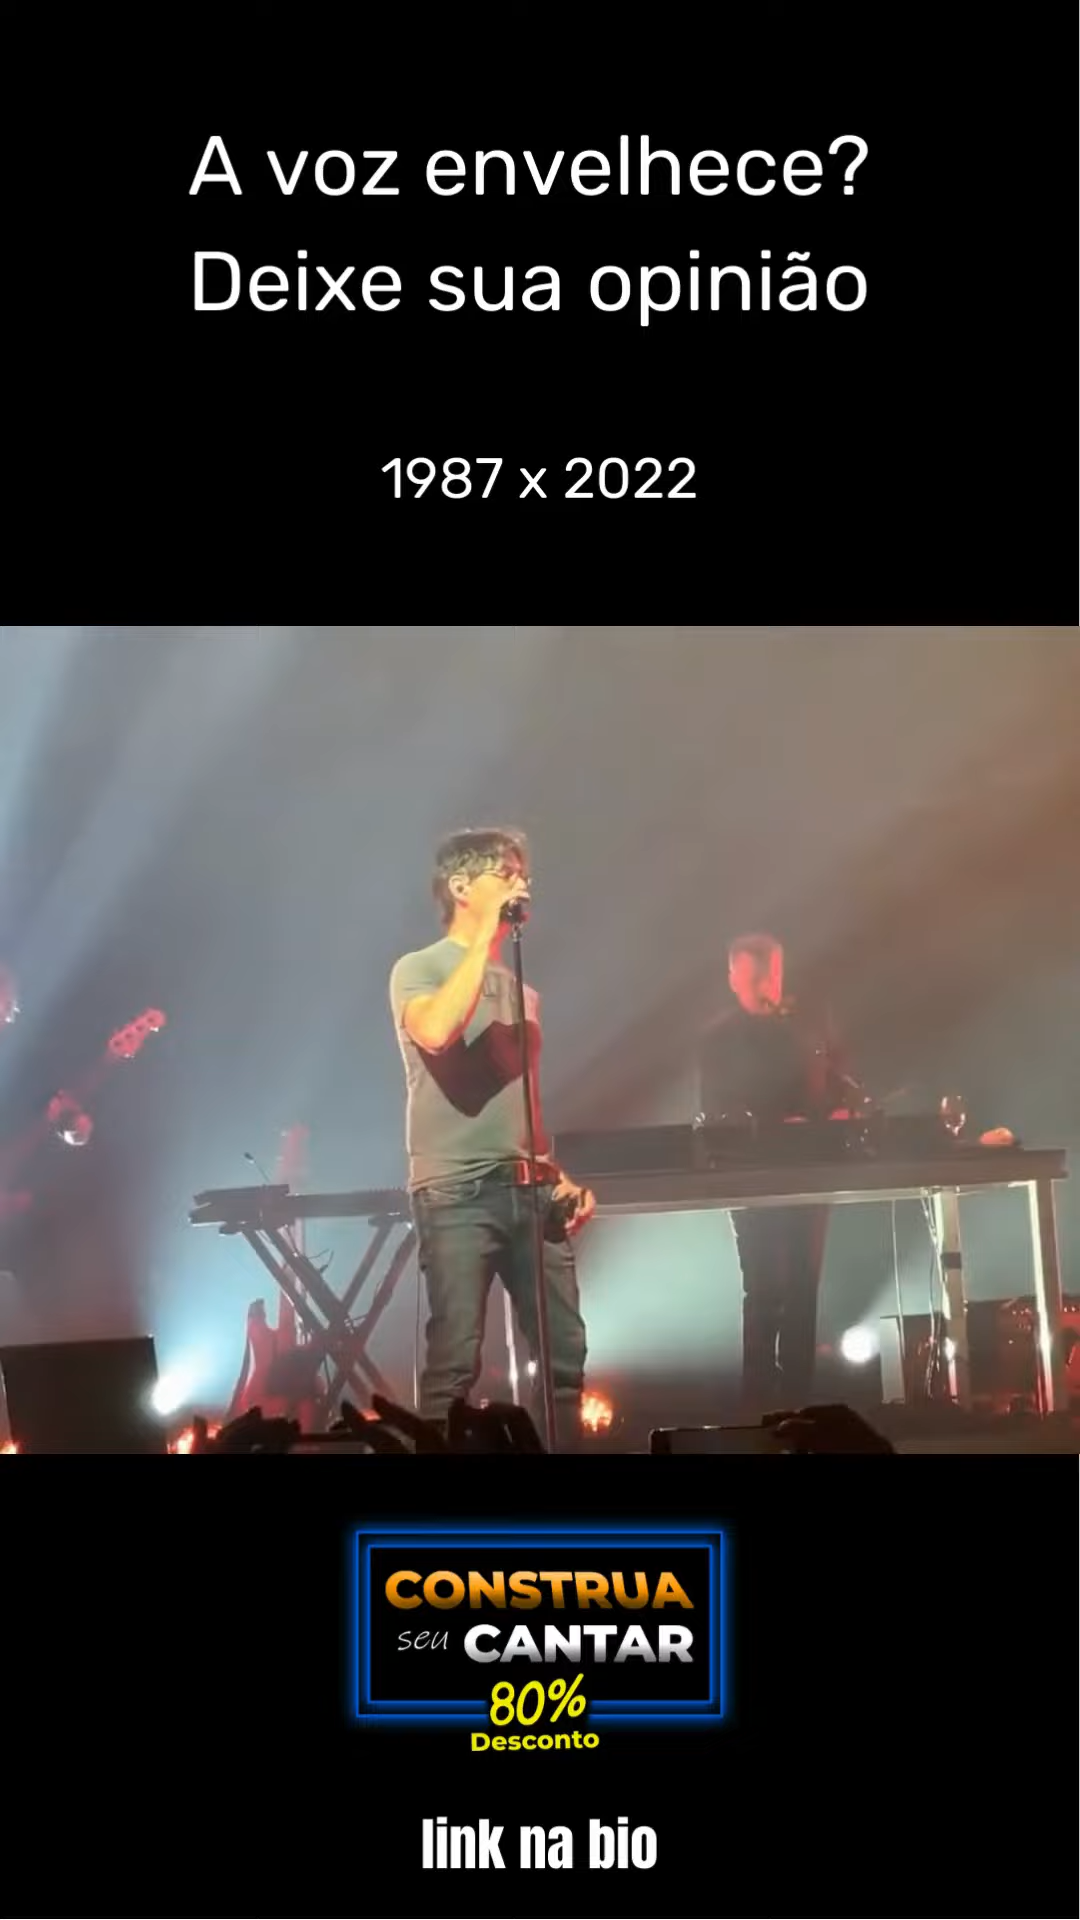 A voz envelhece?
Deixe sua opinião
1987 x 2022
CONSTRUA
seu CANTAR
80%
Desconto
link na bio